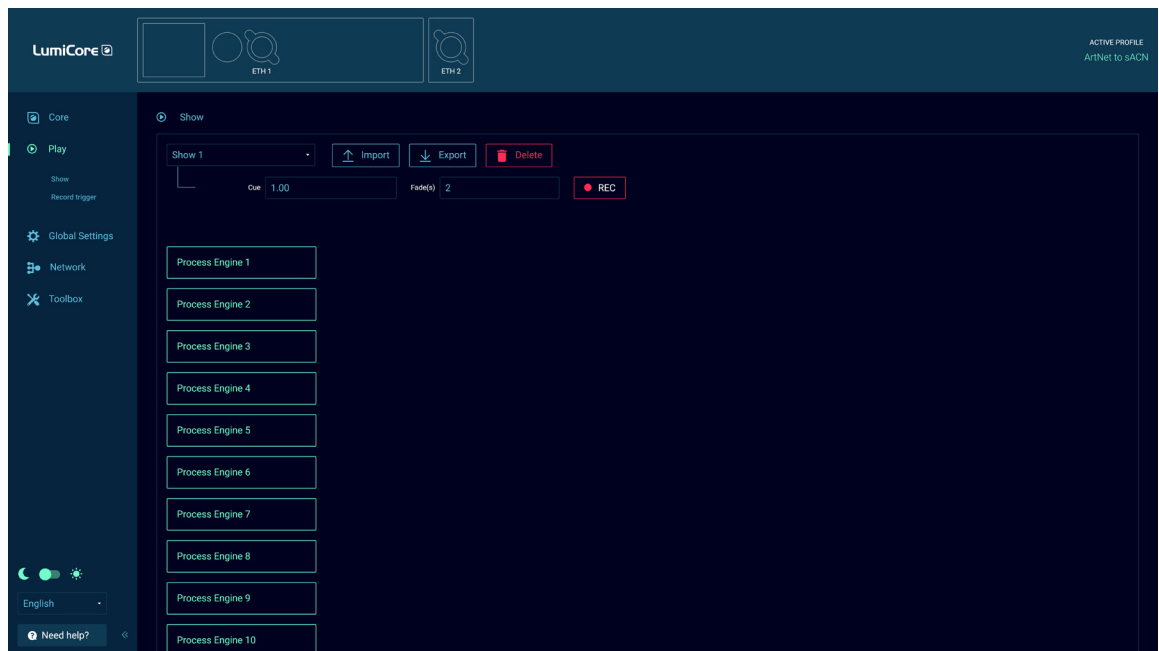 LumiCore
ETH 1
ETH 2
ACTIVE PROFILE
ArtNet to sACN
Core
Play
Show
Record trigger
Global Settings
Network
Toolbox
English
Need help?
Show
Show 1
Import
Export
Delete
Cue 1.00 Fade(s) 2 REC
Process Engine 1
Process Engine 2
Process Engine 3
Process Engine 4
Process Engine 5
Process Engine 6
Process Engine 7
Process Engine 8
Process Engine 9
Process Engine 10